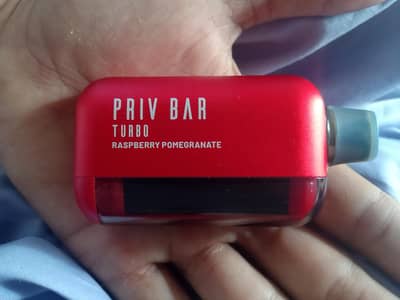 PRIV BAR
TURBO
RASPBERRY POMEGRANATE